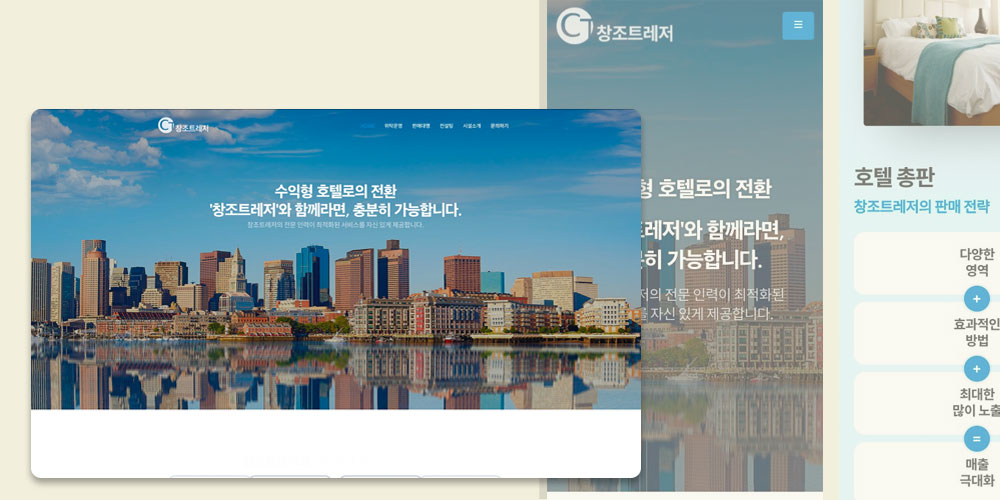 CT 창조트레저
HOME 위탁운영 판매대행 컨설팅 시설소개 문의하기
수익형 호텔로의 전환
'창조트레저'와 함께라면, 충분히 가능합니다.
창조트레저의 전문 인력이 최적화된 서비스를 자신 있게 제공합니다.
CT 창조트레저
형 호텔로의 전환
트레저'와 함께라면,
분히 가능합니다.
저의 전문 인력이 최적화된
를 자신 있게 제공합니다.
호텔 총판
창조트레저의 판매 전략
다양한
영역
+
효과적인
방법
+
최대한
많이 노출
=
매출
극대화